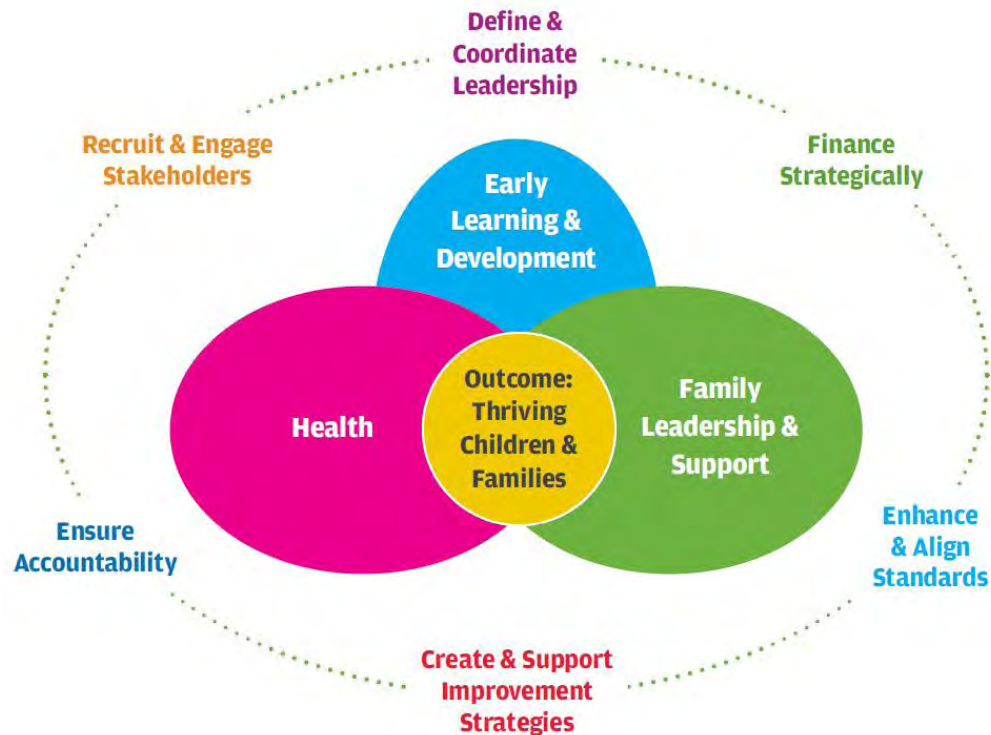 Define &
Coordinate
Leadership
Recruit & Engage
Stakeholders
Finance
Strategically
Early
Learning &
Development
Health
Outcome:
Thriving
Children &
Families
Family
Leadership &
Support
Ensure
Accountability
Enhance
& Align
Standards
Create & Support
Improvement
Strategies